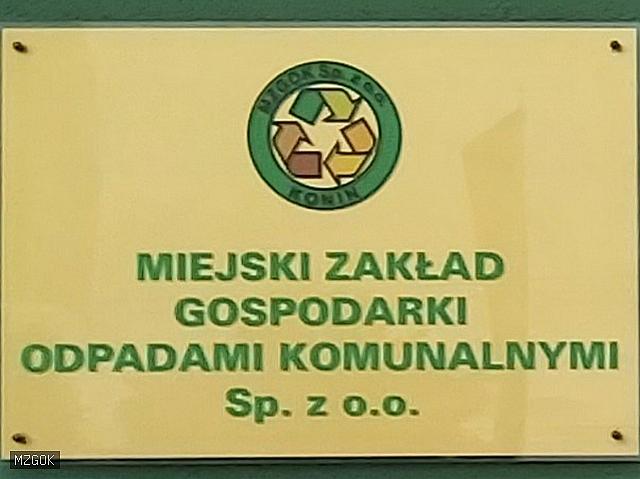 MZGOK Sp. z o.o.
KONIN
MIEJSKI ZAKŁAD
GOSPODARKI
ODPADAMI KOMUNALNYMI
Sp. z o.o.
MZGOK